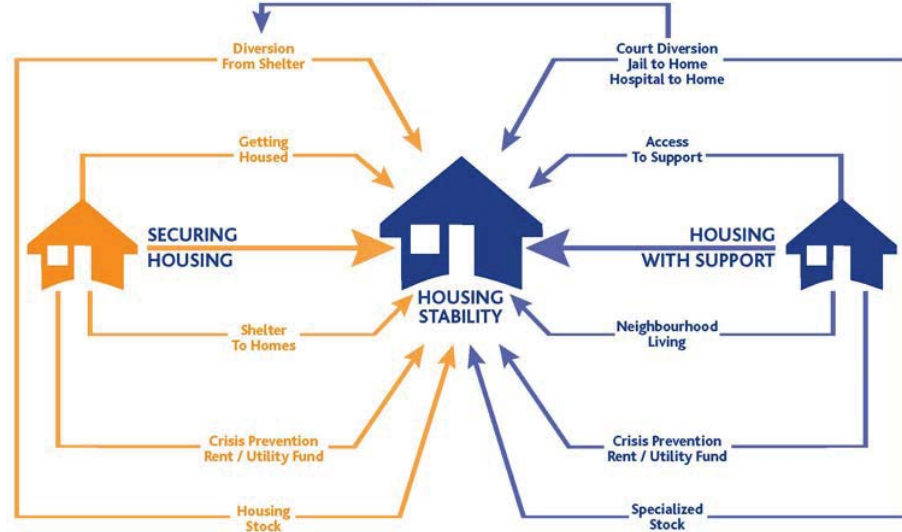 Diversion
From Shelter
Court Diversion
Jail to Home
Hospital to Home
Getting
Housed
Access
To Support
SECURING
HOUSING
HOUSING
WITH SUPPORT
HOUSING
STABILITY
Shelter
To Homes
Neighbourhood
Living
Crisis Prevention
Rent / Utility Fund
Crisis Prevention
Rent / Utility Fund
Housing
Stock
Specialized
Stock